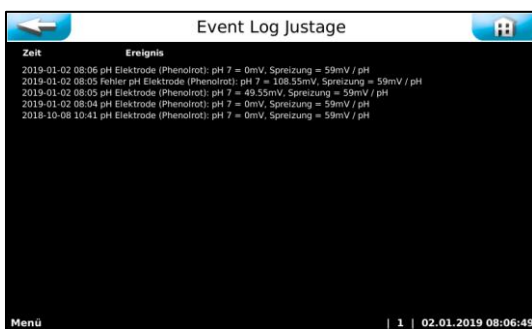 Event Log Justage
Zeit Ereignis
2019-01-02 08:06 pH Elektrode (Phenolrot): pH 7 = 0mV, Spreizung = 59mV / pH
2019-01-02 08:05 Fehler pH Elektrode (Phenolrot): pH 7 = 108.55mV, Spreizung = 59mV / pH
2019-01-02 08:05 pH Elektrode (Phenolrot): pH 7 = 49.55mV, Spreizung = 59mV / pH
2019-01-02 08:04 pH Elektrode (Phenolrot): pH 7 = 0mV, Spreizung = 59mV / pH
2018-10-08 10:41 pH Elektrode (Phenolrot): pH 7 = 0mV, Spreizung = 59mV / pH
Menü | 1 | 02.01.2019 08:06:49